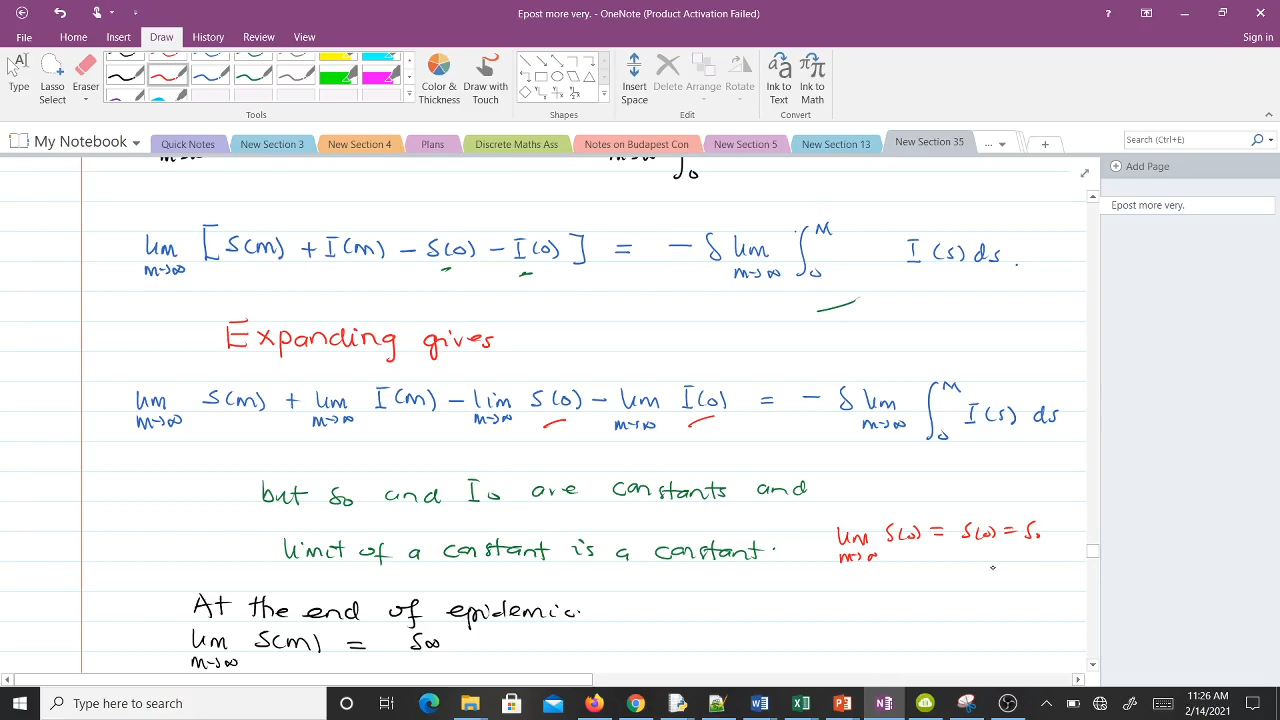 Epost more very. - OneNote (Product Activation Failed)
File Home Insert Draw History Review View Sign in
Type Lasso Select Eraser Color & Thickness Draw with Touch Insert Space Delete Arrange Rotate Ink to Text Ink to Math
Tools Shapes Edit Convert
My Notebook Quick Notes New Section 3 New Section 4 Plans Discrete Maths Ass Notes on Budapest Con New Section 5 New Section 13 New Section 35 ... Search (Ctrl+E)
Add Page
Epost more very.
m→∞ m→∞ ∫0
lim m→∞ [S(m) + I(m) - S(0) - I(0)] = - δ lim m→∞ ∫0 M I(s) ds.
Expanding gives
lim m→∞ S(m) + lim m→∞ I(m) - lim m→∞ S(0) - lim m→∞ I(0) = - δ lim m→∞ ∫0 M I(s) ds
but S0 and I0 are constants and
limit of a constant is a constant.
lim m→∞ S(0) = S(0) = S0
At the end of epidemic
lim m→∞ S(m) = S∞
Type here to search
11:26 AM
2/14/2021